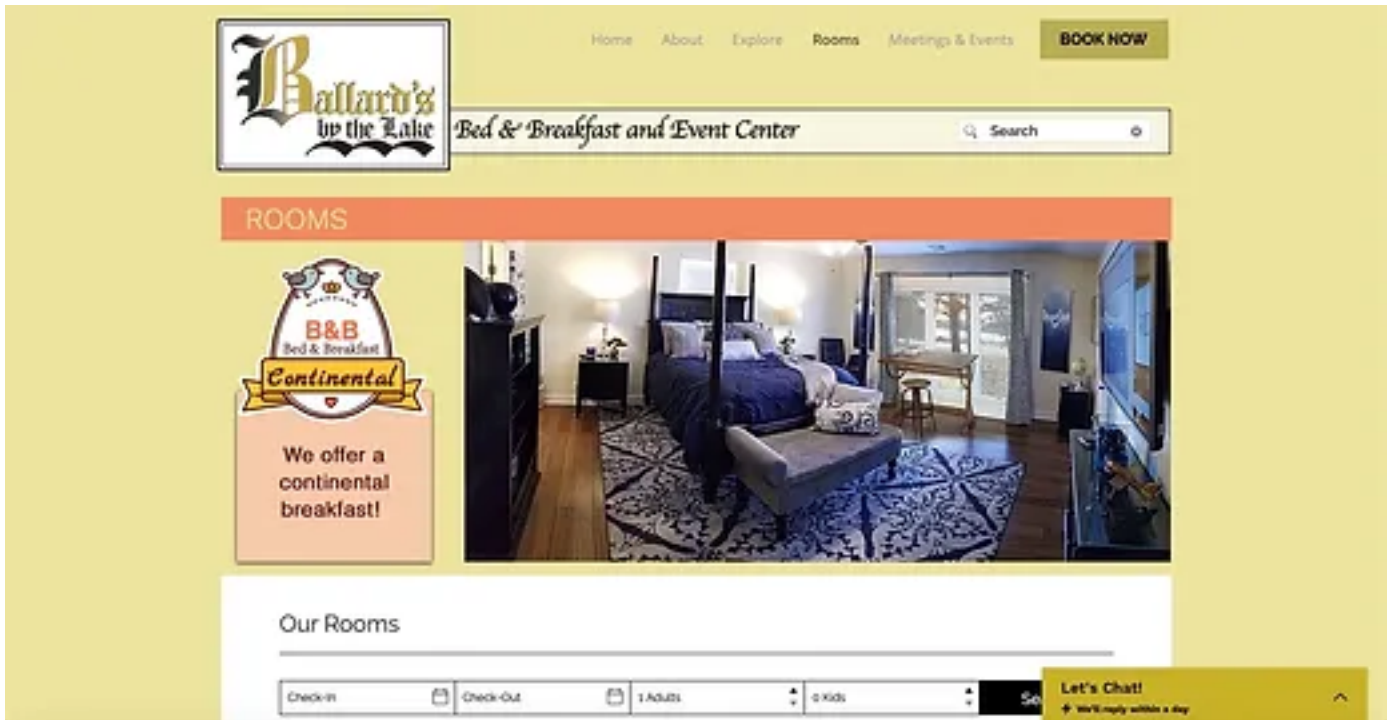 Ballard's
by the Lake
Home About Explore Rooms Meetings & Events BOOK NOW
Bed & Breakfast and Event Center
Search
ROOMS
B&B
Bed & Breakfast
Continental
We offer a
continental
breakfast!
Our Rooms
Check-In Check-Out 1 Adults 0 Kids Se
Let's Chat!
We'll reply within a day